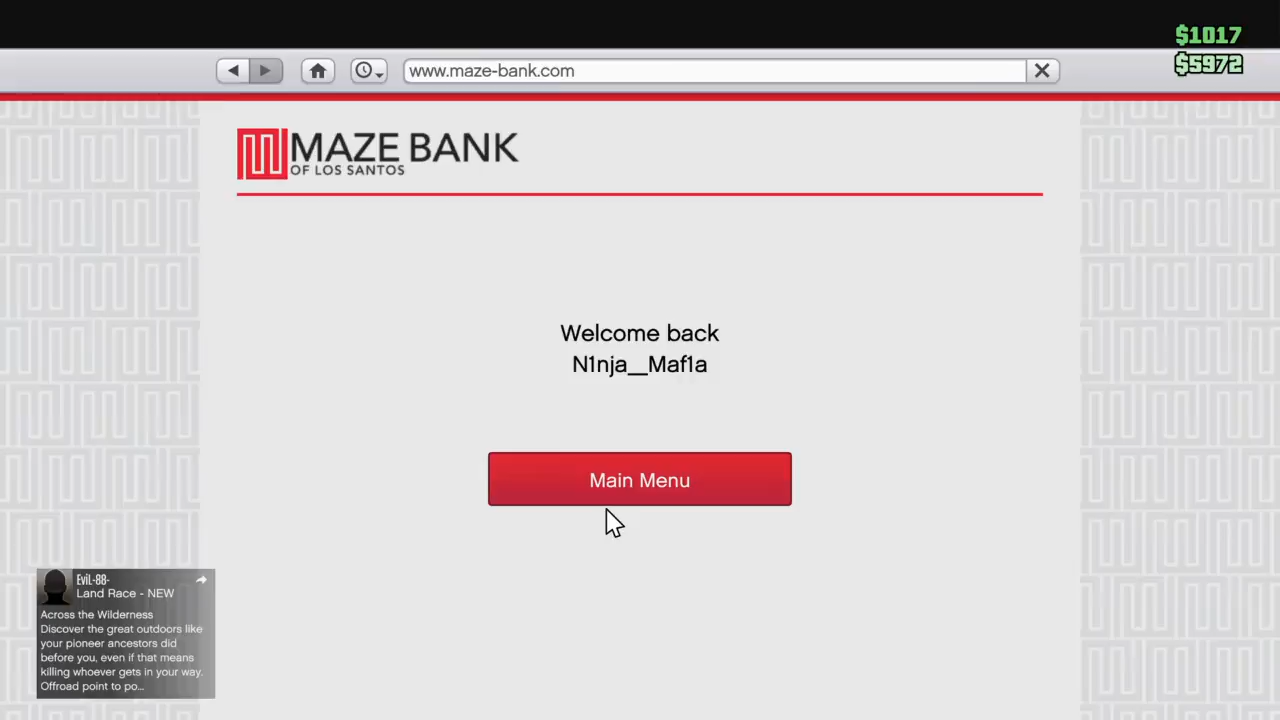 $1017
www.maze-bank.com
$5972
MAZE BANK
OF LOS SANTOS
Welcome back
N1nja__Maf1a
Main Menu
EviL-88-
Land Race - NEW
Across the Wilderness
Discover the great outdoors like
your pioneer ancestors did
before you, even if that means
killing whoever gets in your way.
Offroad point to po...